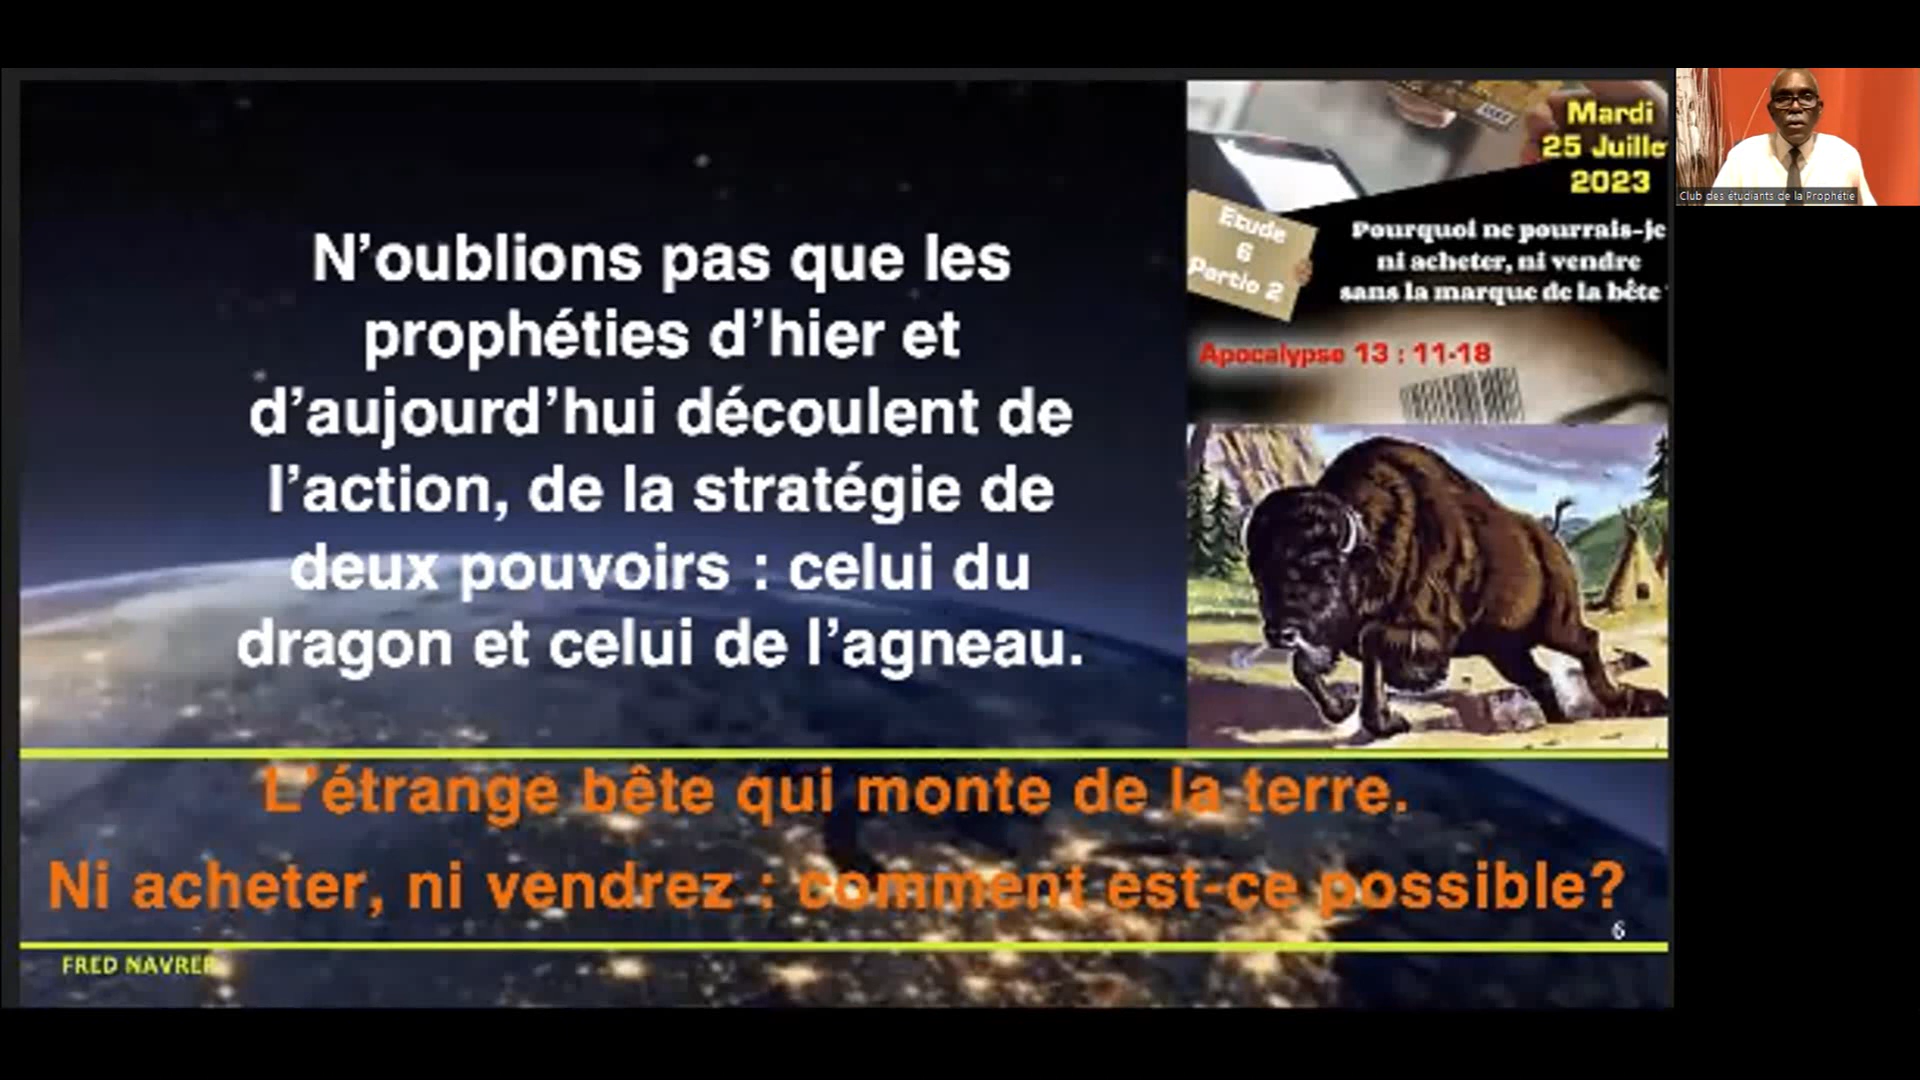 N’oublions pas que les
prophéties d’hier et
d’aujourd’hui découlent de
l’action, de la stratégie de
deux pouvoirs : celui du
dragon et celui de l’agneau.
Mardi
25 Juille
2023
Etude
6
Partie 2
Pourquoi ne pourrais-je
ni acheter, ni vendre
sans la marque de la bête
Apocalypse 13 : 11-18
L’étrange bête qui monte de la terre.
Ni acheter, ni vendrez : comment est-ce possible?
6
FRED NAVRER
Club des étudiants de la Prophétie